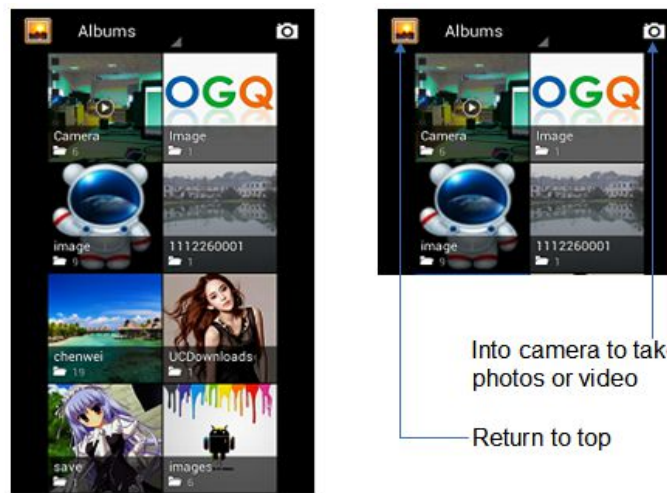 Albums
OGQ
Camera
6
Image
1
image
9
1112260001
1
chenwei
19
UCDownloads
1
save
1
images
6
Albums
OGQ
Camera
6
Image
1
image
9
1112260001
1
Into camera to take
photos or video
Return to top